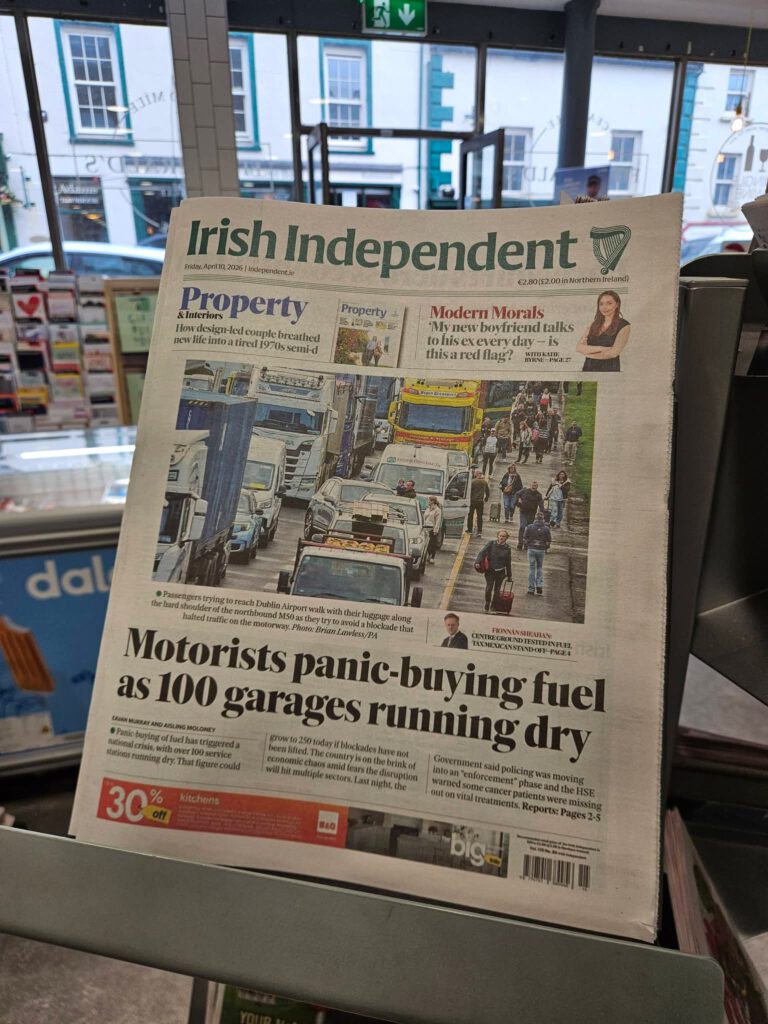 Irish Independent
Friday, April 10, 2026 | Independent.ie
€2.80 (£2.00 in Northern Ireland)
Property
& Interiors
How design-led couple breathed
new life into a tired 1970s semi-d
Property
Modern Morals
'My new boyfriend talks
to his ex every day – is
this a red flag?
WITH KATIE
BYRNE—PAGE 27
● Passengers trying to reach Dublin Airport walk with their luggage along
the hard shoulder of the northbound M50 as they try to avoid a blockade that
halted traffic on the motorway. Photo: Brian Lawless/PA
FIONNÁN SHEAHAN:
CENTRE GROUND TESTED IN FUEL
TAX MEXICAN STAND-OFF—PAGE 4
Motorists panic-buying fuel
as 100 garages running dry
EAVAN MURRAY AND AISLING MOLONEY
● Panic-buying of fuel has triggered a
national crisis, with over 100 service
stations running dry. That figure could
grow to 250 today if blockades have not
been lifted. The country is on the brink of
economic chaos amid fears the disruption
will hit multiple sectors. Last night, the
Government said policing was moving
into an "enforcement" phase and the HSE
warned some cancer patients were missing
out on vital treatments. Reports: Pages 2-5
30% off
kitchens
B&Q
big
dale
YOUR